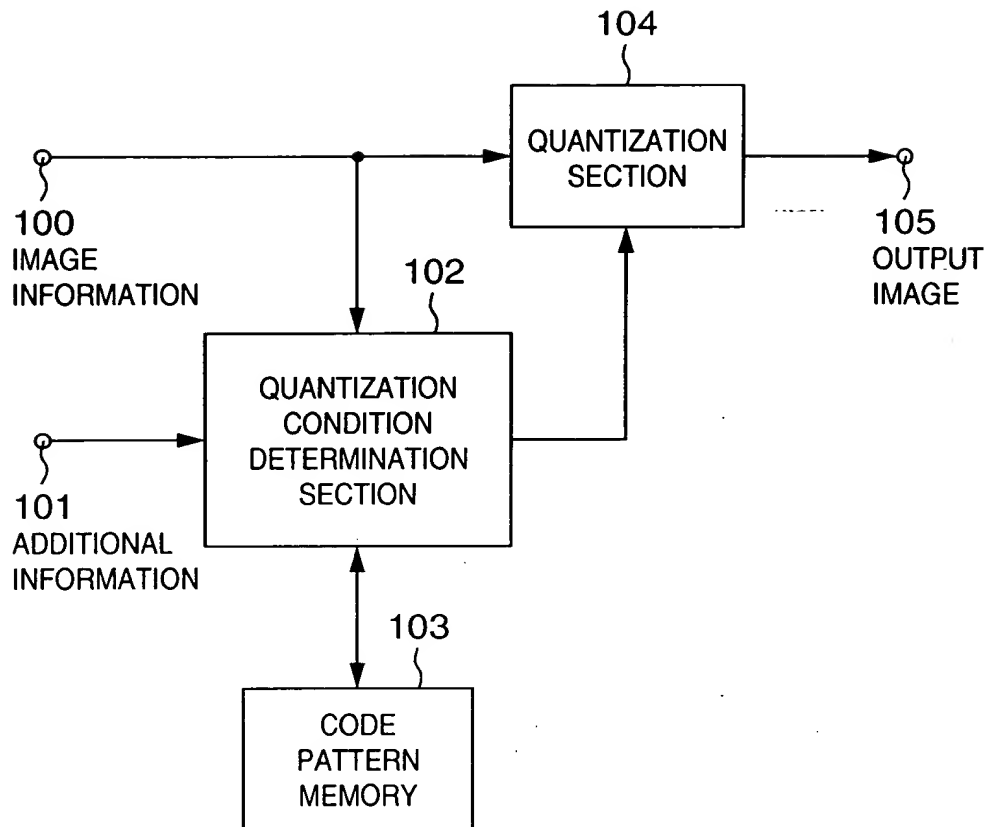 104
QUANTIZATION
SECTION
100
IMAGE
INFORMATION
105
OUTPUT
IMAGE
102
QUANTIZATION
CONDITION
DETERMINATION
SECTION
101
ADDITIONAL
INFORMATION
103
CODE
PATTERN
MEMORY